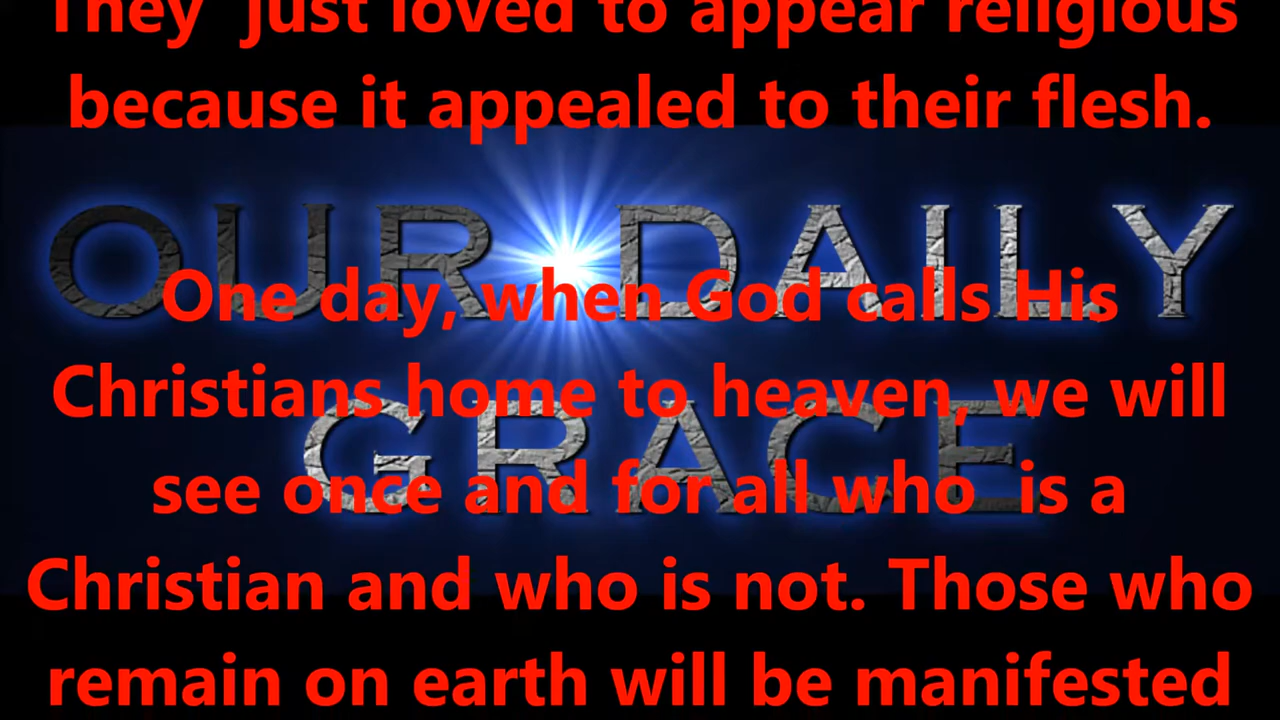 They just loved to appear religious
because it appealed to their flesh.
OUR DAILY
One day, when God calls His
Christians home to heaven, we will
GRACE
see once and for all who is a
Christian and who is not. Those who
remain on earth will be manifested